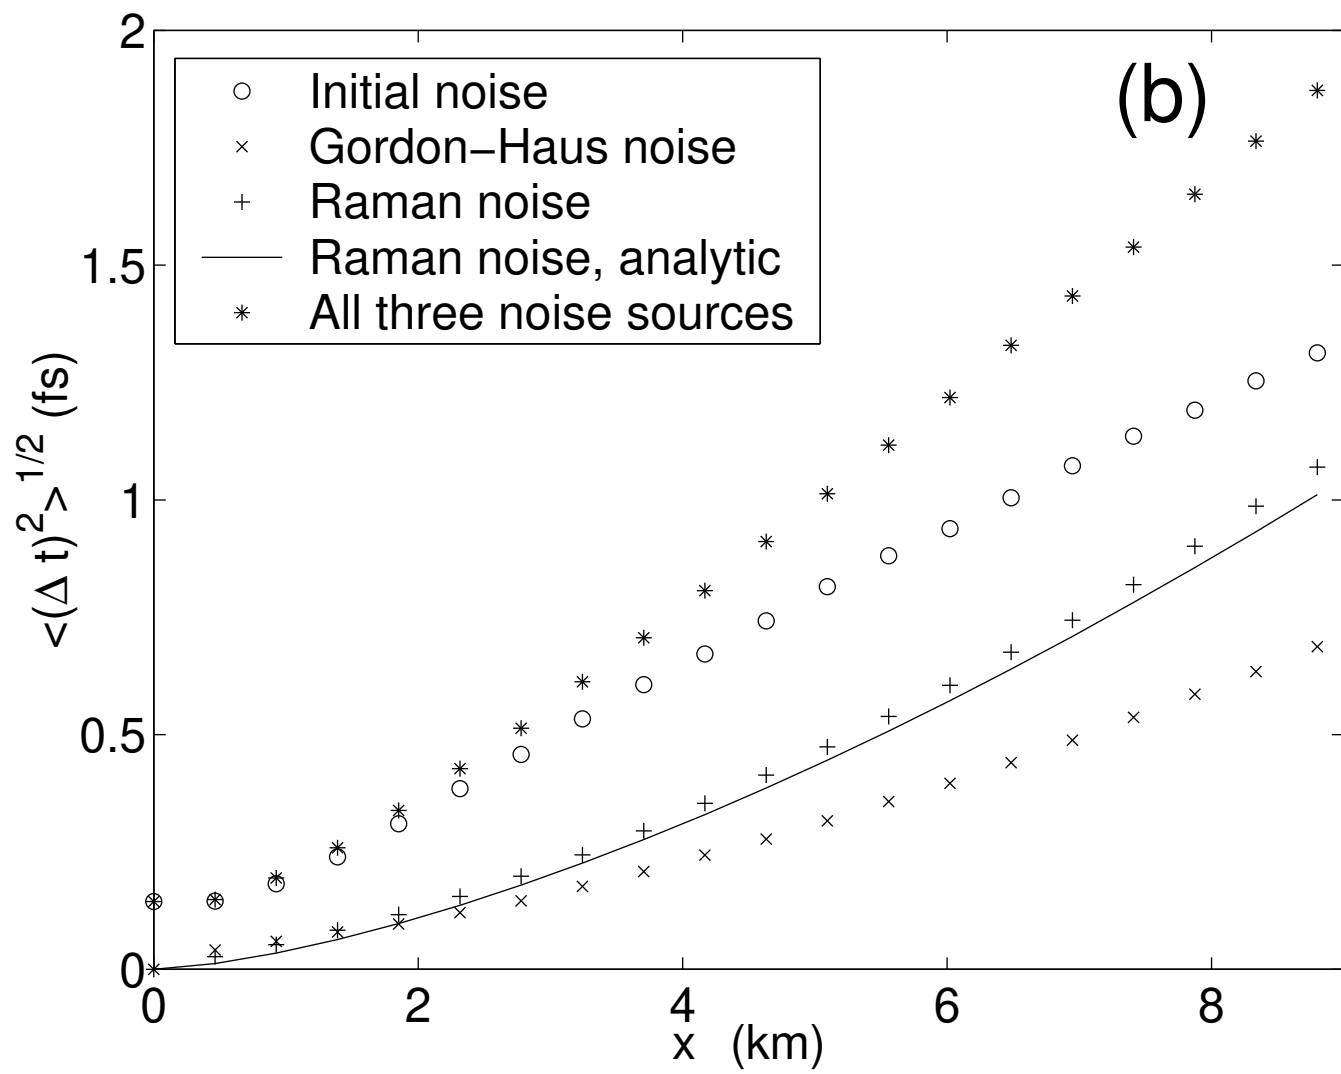 2
(b)
Initial noise
Gordon−Haus noise
Raman noise
Raman noise, analytic
All three noise sources
1.5
1
0.5
0
<(Δ t)²>^1/2 (fs)
0 2 4 6 8
x (km)